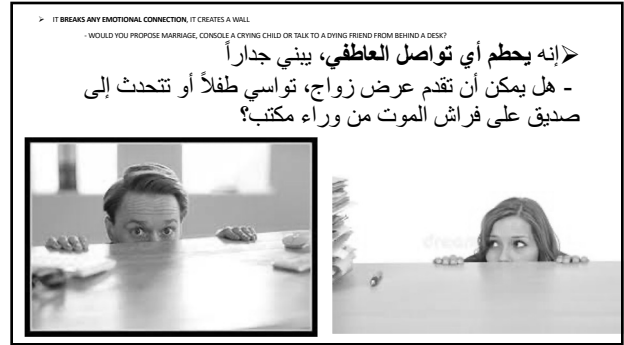 ➢ IT BREAKS ANY EMOTIONAL CONNECTION, IT CREATES A WALL
- WOULD YOU PROPOSE MARRIAGE, CONSOLE A CRYING CHILD OR TALK TO A DYING FRIEND FROM BEHIND A DESK?
➢إنه يحطم أي تواصل العاطفي، يبني جداراً
- هل يمكن أن تقدم عرض زواج، تواسي طفلاً أو تتحدث إلى
صديق على فراش الموت من وراء مكتب؟